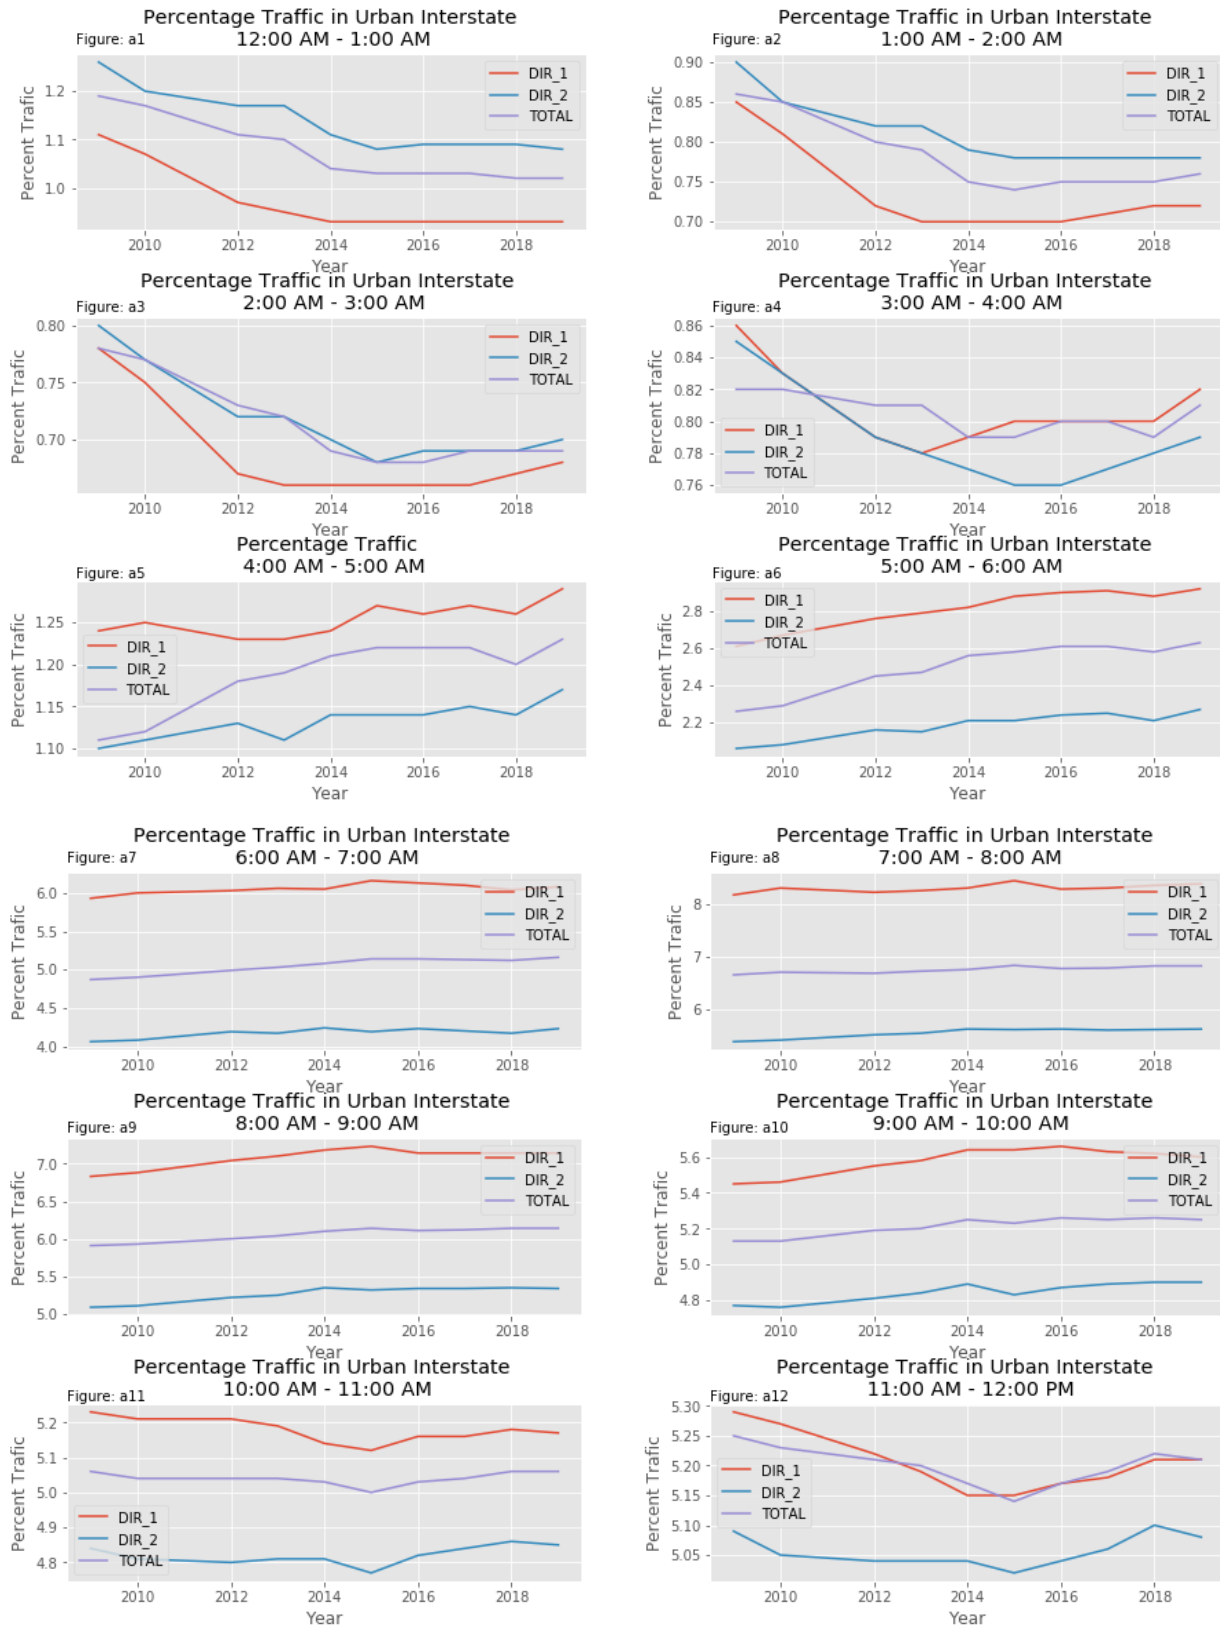 Percentage Traffic in Urban Interstate
12:00 AM - 1:00 AM
Figure: a1
1.2
1.1
1.0
Percent Trafic
DIR_1
DIR_2
TOTAL
2010 2012 2014 2016 2018
Year
Percentage Traffic in Urban Interstate
1:00 AM - 2:00 AM
Figure: a2
0.90
0.85
0.80
0.75
0.70
Percent Trafic
DIR_1
DIR_2
TOTAL
2010 2012 2014 2016 2018
Year
Percentage Traffic in Urban Interstate
2:00 AM - 3:00 AM
Figure: a3
0.80
0.75
0.70
Percent Trafic
DIR_1
DIR_2
TOTAL
2010 2012 2014 2016 2018
Year
Percentage Traffic in Urban Interstate
3:00 AM - 4:00 AM
Figure: a4
0.86
0.84
0.82
0.80
0.78
0.76
Percent Trafic
DIR_1
DIR_2
TOTAL
2010 2012 2014 2016 2018
Year
Percentage Traffic
4:00 AM - 5:00 AM
Figure: a5
1.25
1.20
1.15
1.10
Percent Trafic
DIR_1
DIR_2
TOTAL
2010 2012 2014 2016 2018
Year
Percentage Traffic in Urban Interstate
5:00 AM - 6:00 AM
Figure: a6
2.8
2.6
2.4
2.2
Percent Trafic
DIR_1
DIR_2
TOTAL
2010 2012 2014 2016 2018
Year
Percentage Traffic in Urban Interstate
6:00 AM - 7:00 AM
Figure: a7
6.0
5.5
5.0
4.5
4.0
Percent Trafic
DIR_1
DIR_2
TOTAL
2010 2012 2014 2016 2018
Year
Percentage Traffic in Urban Interstate
7:00 AM - 8:00 AM
Figure: a8
8
7
6
Percent Trafic
DIR_1
DIR_2
TOTAL
2010 2012 2014 2016 2018
Year
Percentage Traffic in Urban Interstate
8:00 AM - 9:00 AM
Figure: a9
7.0
6.5
6.0
5.5
5.0
Percent Trafic
DIR_1
DIR_2
TOTAL
2010 2012 2014 2016 2018
Year
Percentage Traffic in Urban Interstate
9:00 AM - 10:00 AM
Figure: a10
5.6
5.4
5.2
5.0
4.8
Percent Trafic
DIR_1
DIR_2
TOTAL
2010 2012 2014 2016 2018
Year
Percentage Traffic in Urban Interstate
10:00 AM - 11:00 AM
Figure: a11
5.2
5.1
5.0
4.9
4.8
Percent Trafic
DIR_1
DIR_2
TOTAL
2010 2012 2014 2016 2018
Year
Percentage Traffic in Urban Interstate
11:00 AM - 12:00 PM
Figure: a12
5.30
5.25
5.20
5.15
5.10
5.05
Percent Trafic
DIR_1
DIR_2
TOTAL
2010 2012 2014 2016 2018
Year